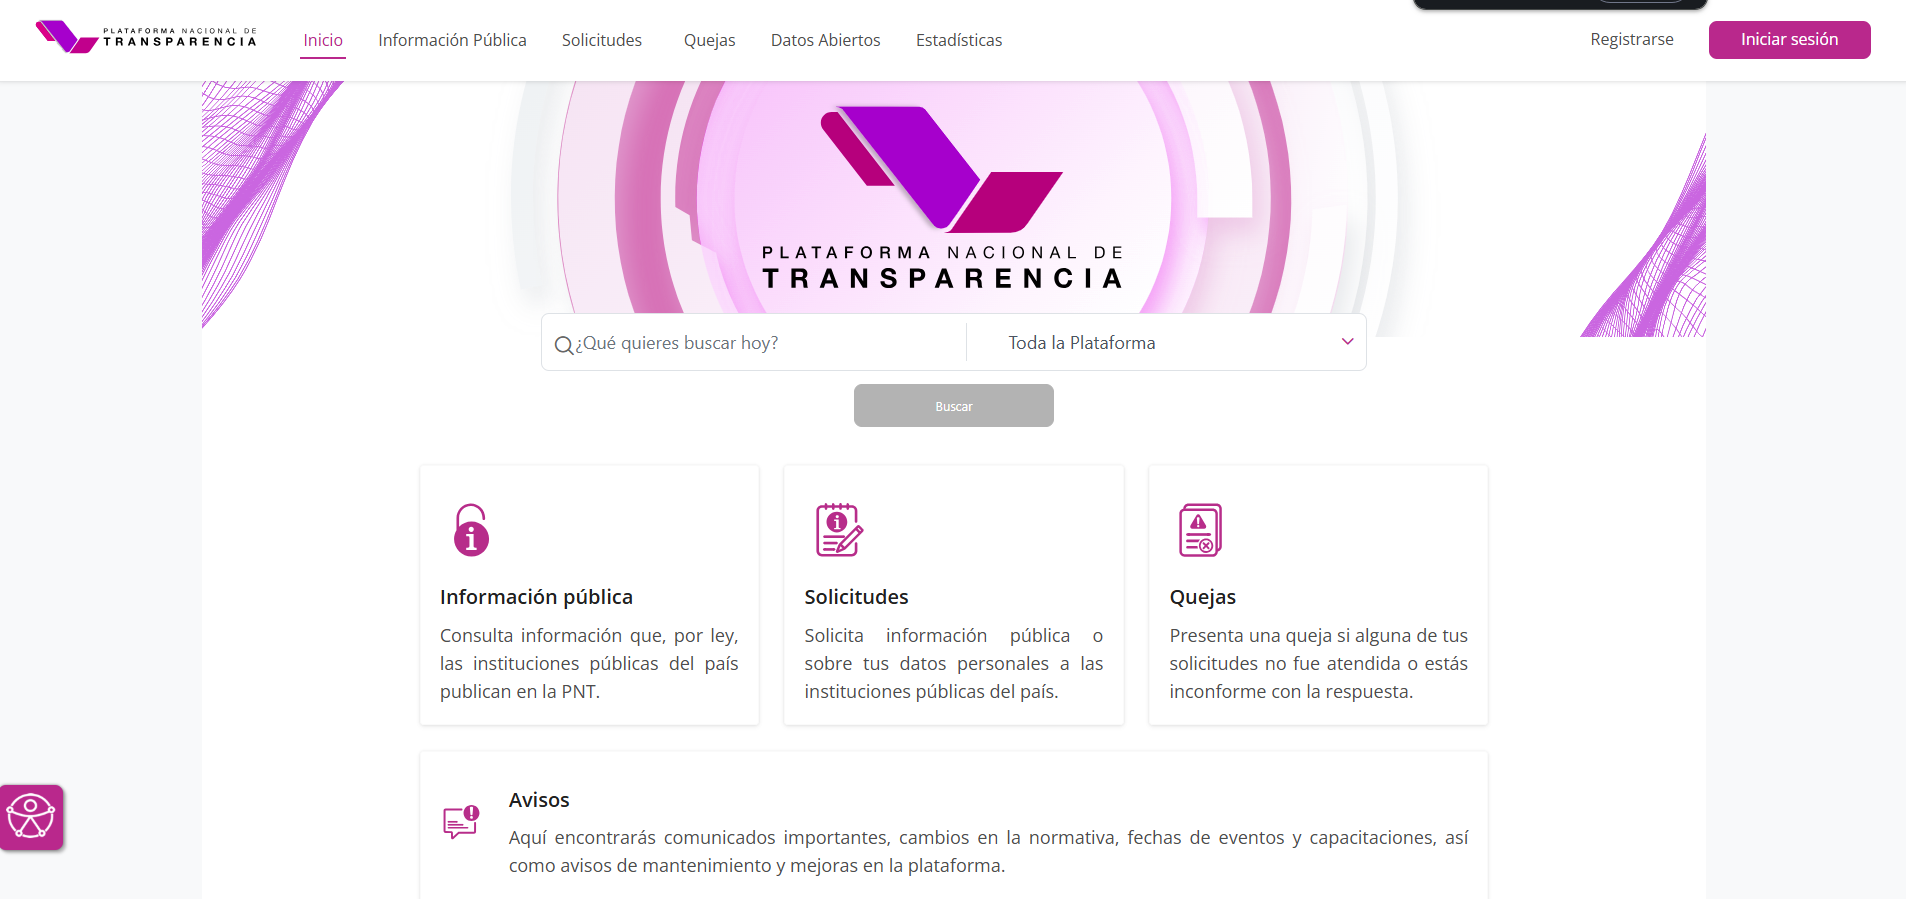 PLATAFORMA NACIONAL DE
TRANSPARENCIA
Inicio
Información Pública
Solicitudes
Quejas
Datos Abiertos
Estadísticas
Registrarse
Iniciar sesión
PLATAFORMA NACIONAL DE
TRANSPARENCIA
¿Qué quieres buscar hoy?
Toda la Plataforma
Buscar
Información pública
Consulta información que, por ley,
las instituciones públicas del país
publican en la PNT.
Solicitudes
Solicita información pública o
sobre tus datos personales a las
instituciones públicas del país.
Quejas
Presenta una queja si alguna de tus
solicitudes no fue atendida o estás
inconforme con la respuesta.
Avisos
Aquí encontrarás comunicados importantes, cambios en la normativa, fechas de eventos y capacitaciones, así
como avisos de mantenimiento y mejoras en la plataforma.